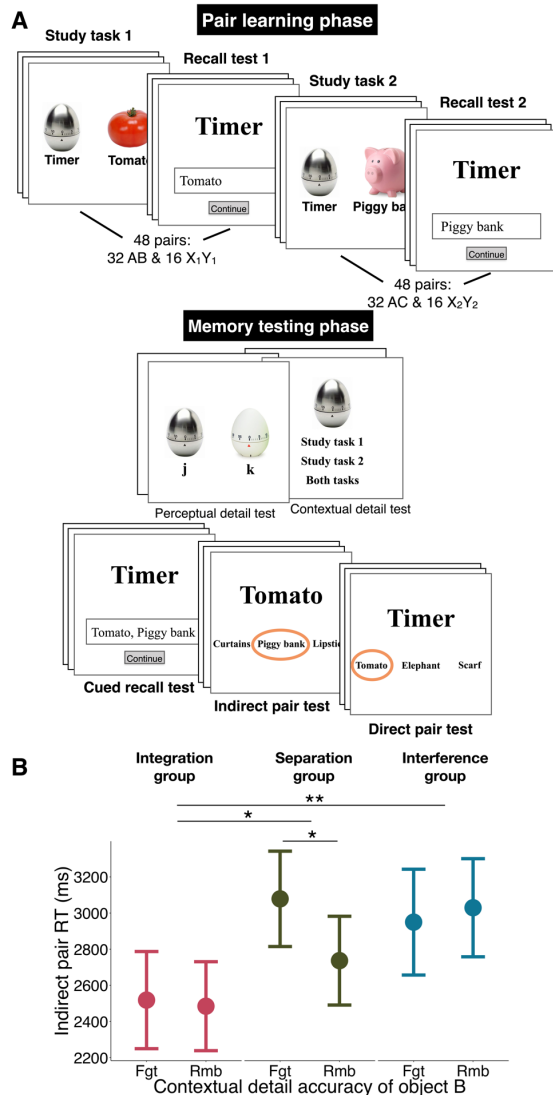 A
Pair learning phase
Study task 1
Recall test 1
Study task 2
Recall test 2
Timer
Tomato
Timer
Tomato
Continue
Timer
Piggy ba
Timer
Piggy bank
Continue
48 pairs:
32 AB & 16 X₁Y₁
48 pairs:
32 AC & 16 X₂Y₂
Memory testing phase
j
k
Study task 1
Study task 2
Both tasks
Perceptual detail test
Contextual detail test
Timer
Tomato, Piggy bank
Continue
Cued recall test
Tomato
Curtains Piggy bank Lipstic
Indirect pair test
Timer
Tomato Elephant Scarf
Direct pair test
B
Integration group
Separation group
Interference group
**
*
*
Indirect pair RT (ms)
3200
3000
2800
2600
2400
2200
Fgt Rmb Fgt Rmb Fgt Rmb
Contextual detail accuracy of object B